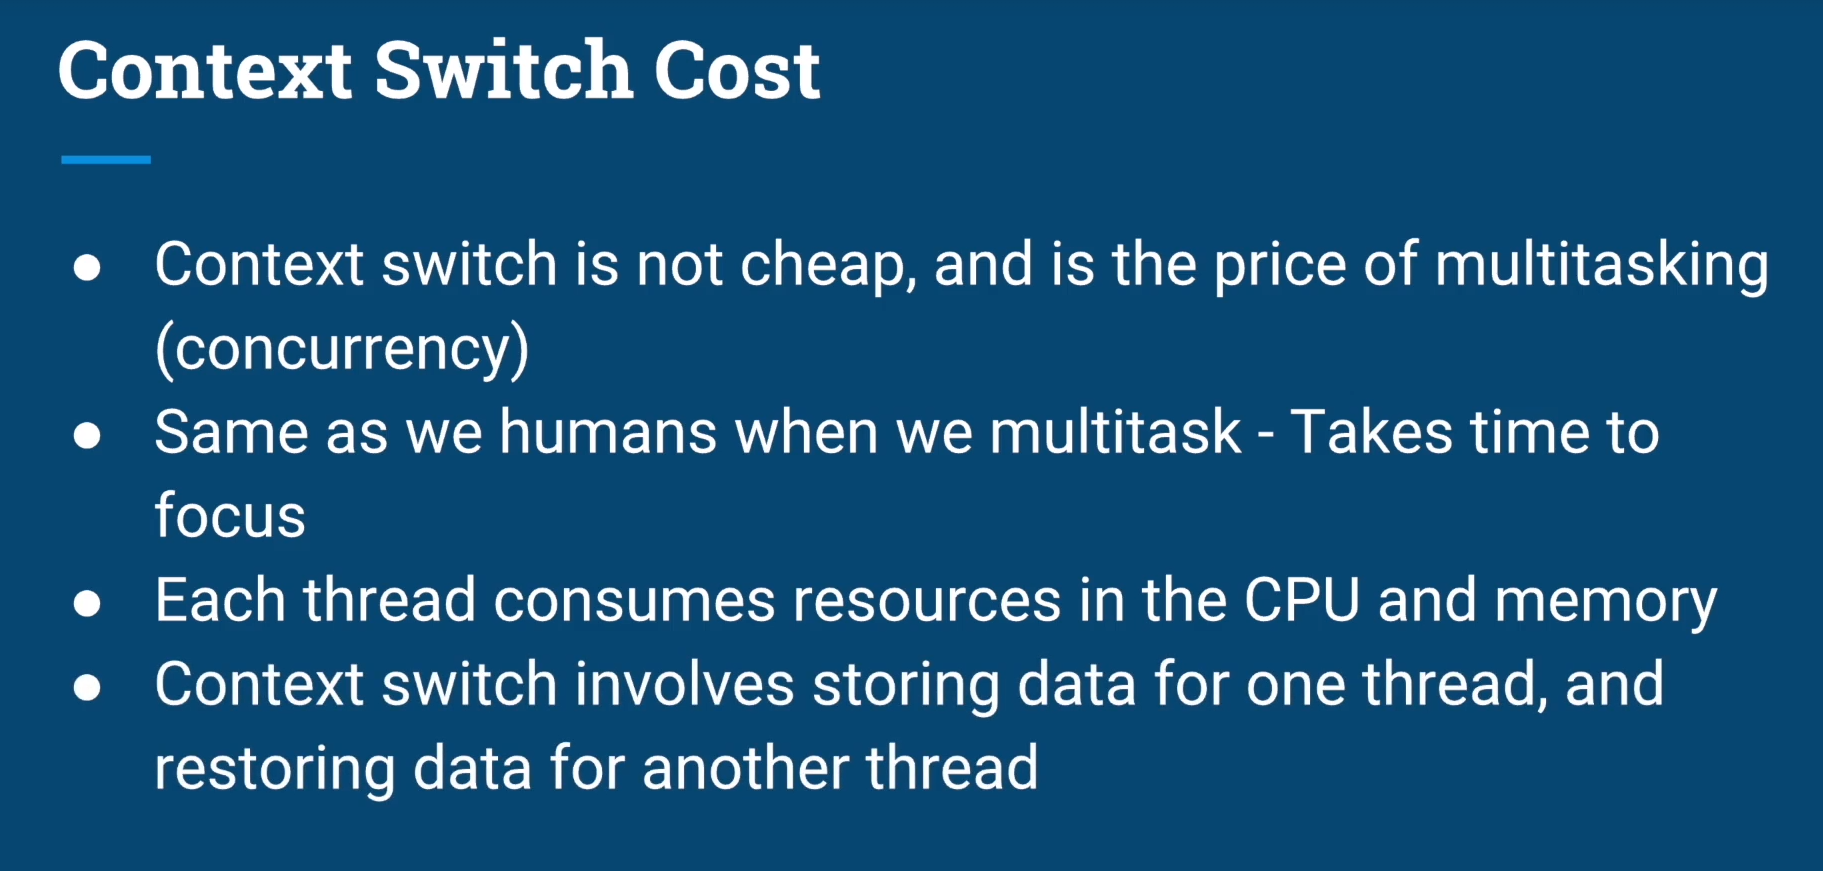 Context Switch Cost
● Context switch is not cheap, and is the price of multitasking
(concurrency)
● Same as we humans when we multitask - Takes time to
focus
● Each thread consumes resources in the CPU and memory
● Context switch involves storing data for one thread, and
restoring data for another thread